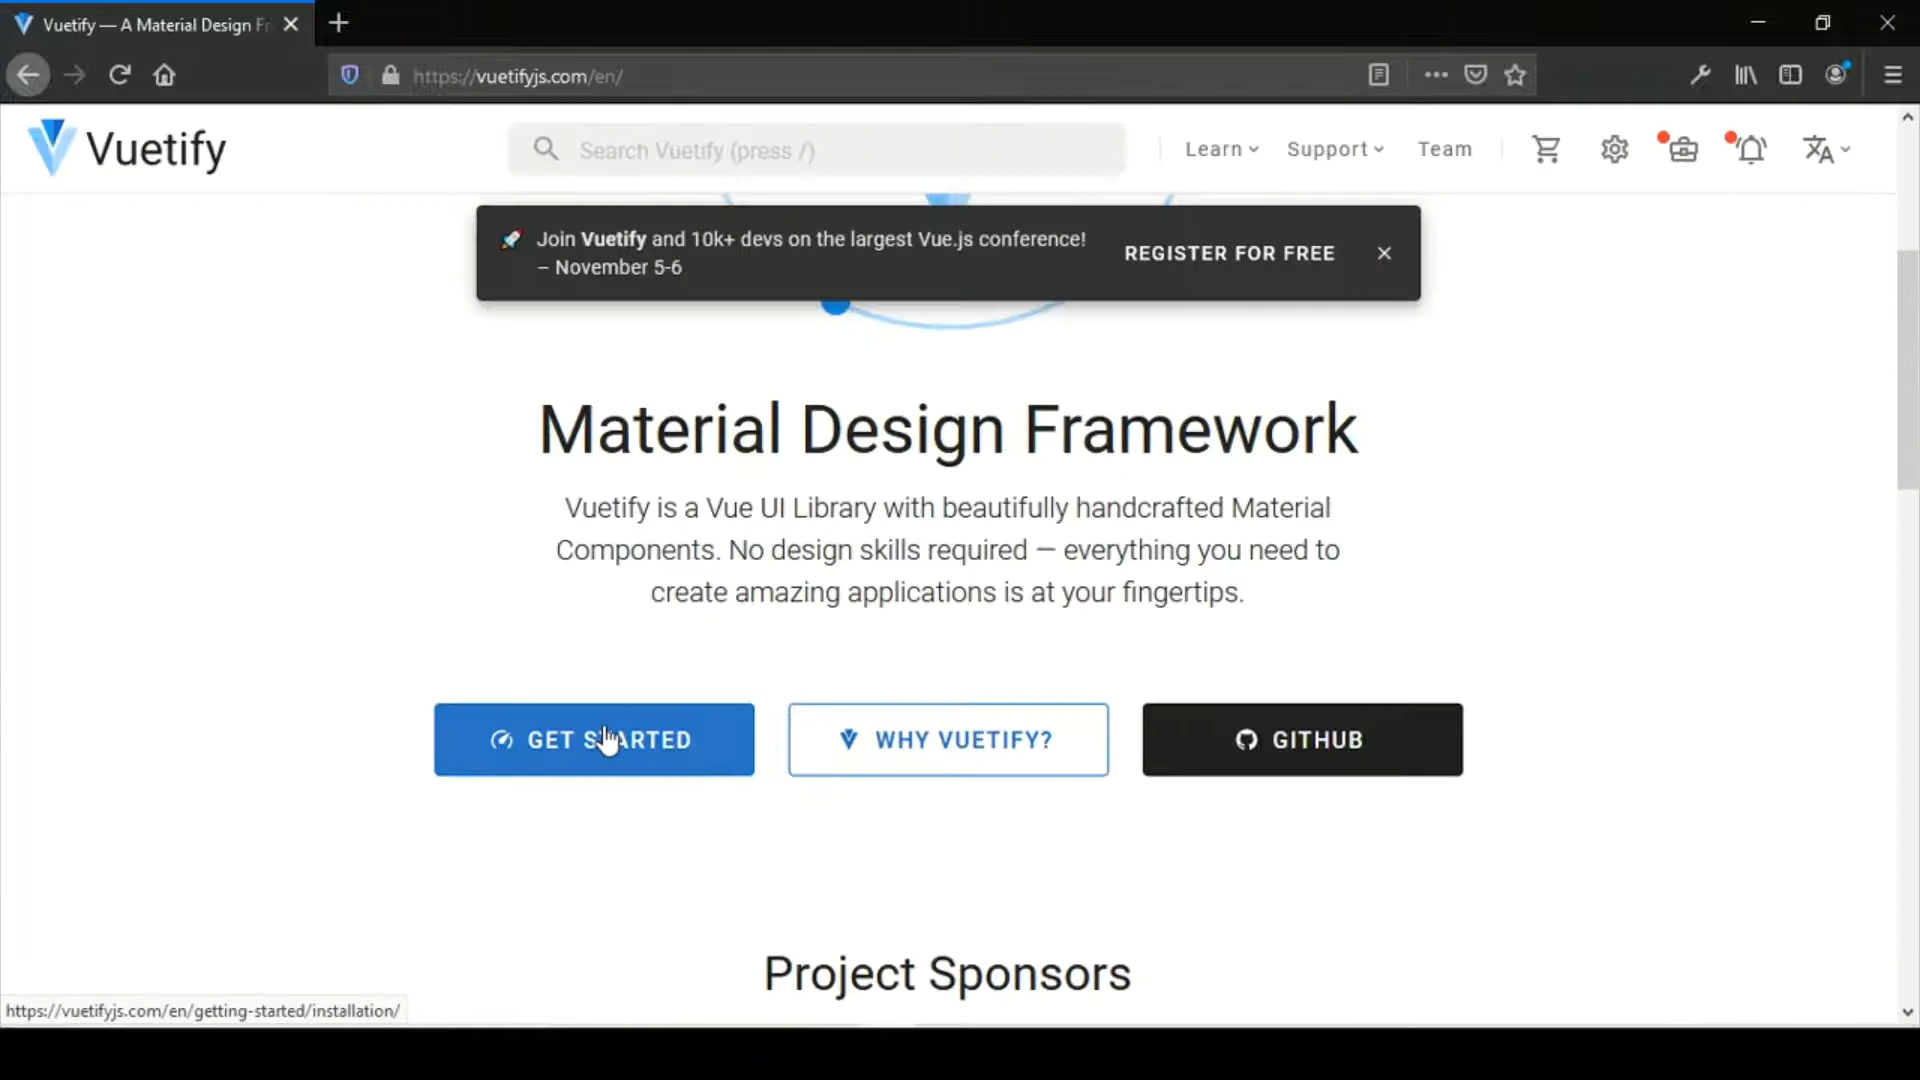 Vuetify — A Material Design Fr
https://vuetifyjs.com/en/
Vuetify
Search Vuetify (press /)
Learn
Support
Team
Join Vuetify and 10k+ devs on the largest Vue.js conference!
– November 5-6
REGISTER FOR FREE
Material Design Framework
Vuetify is a Vue UI Library with beautifully handcrafted Material
Components. No design skills required — everything you need to
create amazing applications is at your fingertips.
GET STARTED
WHY VUETIFY?
GITHUB
Project Sponsors
https://vuetifyjs.com/en/getting-started/installation/